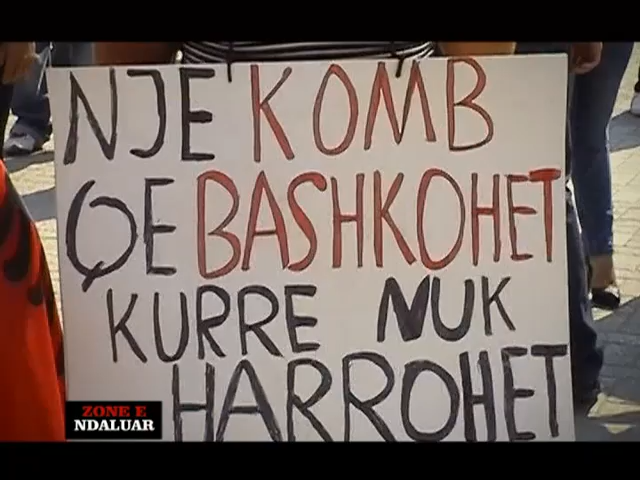 NJE KOMB
QE BASHKOHET
KURRE NUK
HARROHET
ZONE E
NDALUAR